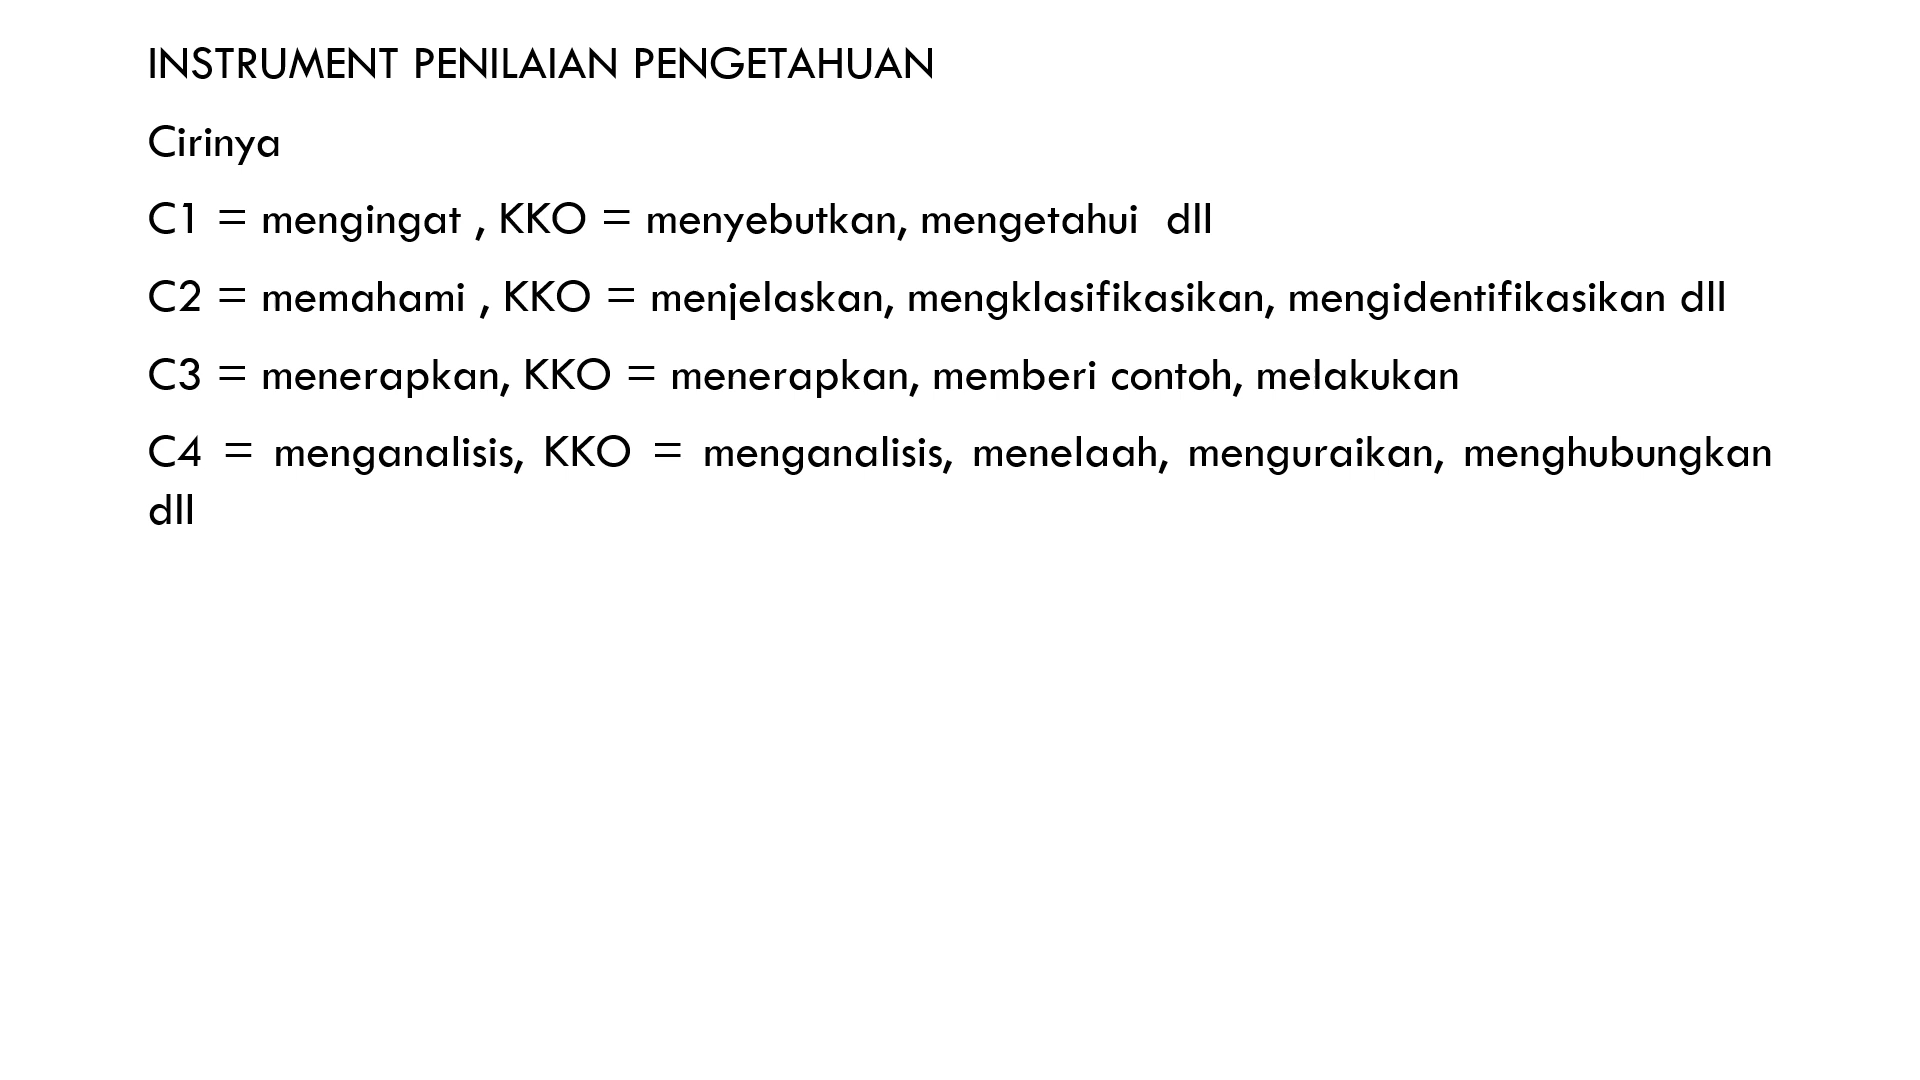 INSTRUMENT PENILAIAN PENGETAHUAN
Cirinya
C1 = mengingat , KKO = menyebutkan, mengetahui  dll
C2 = memahami , KKO = menjelaskan, mengklasifikasikan, mengidentifikasikan dll
C3 = menerapkan, KKO = menerapkan, memberi contoh, melakukan
C4 = menganalisis, KKO = menganalisis, menelaah, menguraikan, menghubungkan
dll